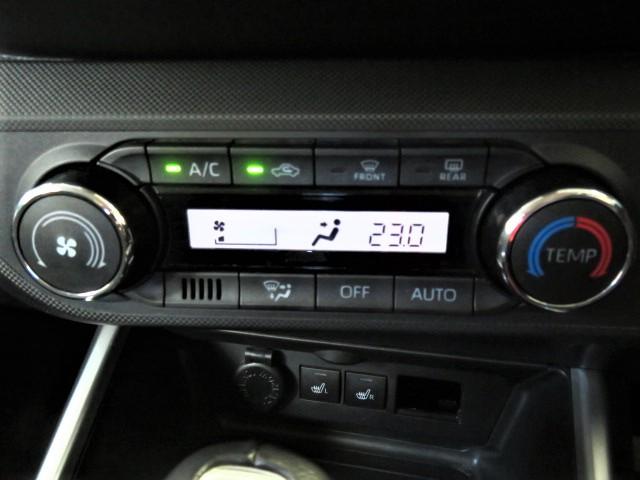 A/C
FRONT
REAR
23.0
TEMP
OFF
AUTO
L
R